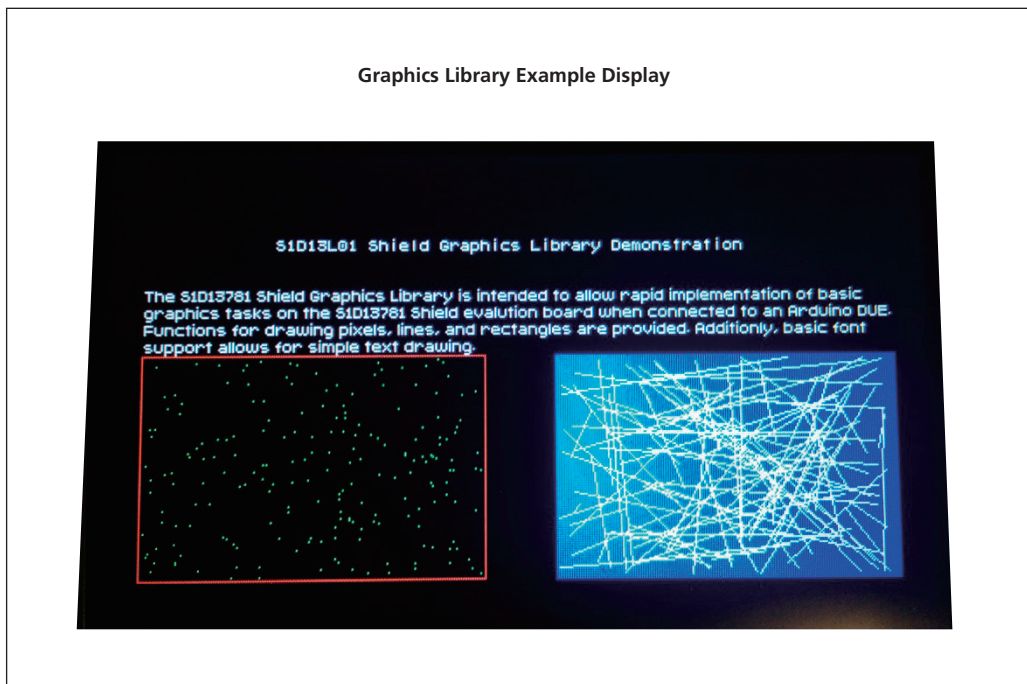 Graphics Library Example Display
S1D13L01 Shield Graphics Library Demonstration
The S1D13781 Shield Graphics Library is intended to allow rapid implementation of basic
graphics tasks on the S1D13781 Shield evalution board when connected to an Arduino DUE.
Functions for drawing pixels, lines, and rectangles are provided. Additionly, basic font
support allows for simple text drawing.